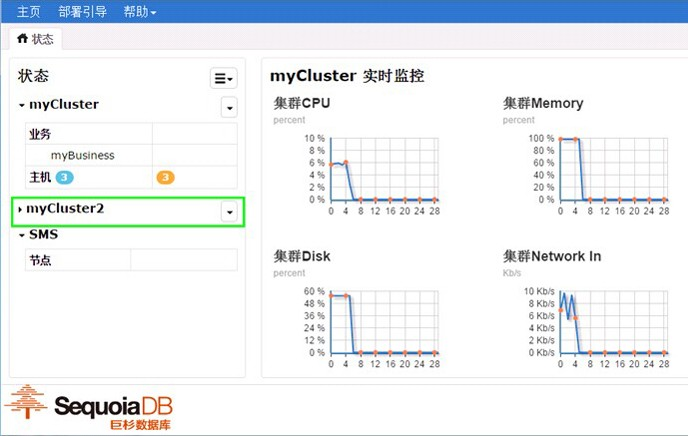 主页 部署引导 帮助
状态
状态
myCluster
业务
myBusiness
主机 3 3
myCluster2
SMS
节点
myCluster 实时监控
集群CPU
percent
10 %
8 %
6 %
4 %
2 %
0 %
0 4 8 12 16 20 24 28
集群Memory
percent
100 %
80 %
60 %
40 %
20 %
0 %
0 4 8 12 16 20 24 28
集群Disk
percent
60 %
48 %
36 %
24 %
12 %
0 %
0 4 8 12 16 20 24 28
集群Network In
Kb/s
10 Kb/s
8 Kb/s
6 Kb/s
4 Kb/s
2 Kb/s
0 Kb/s
0 4 8 12 16 20 24 28
SequoiaDB
巨杉数据库